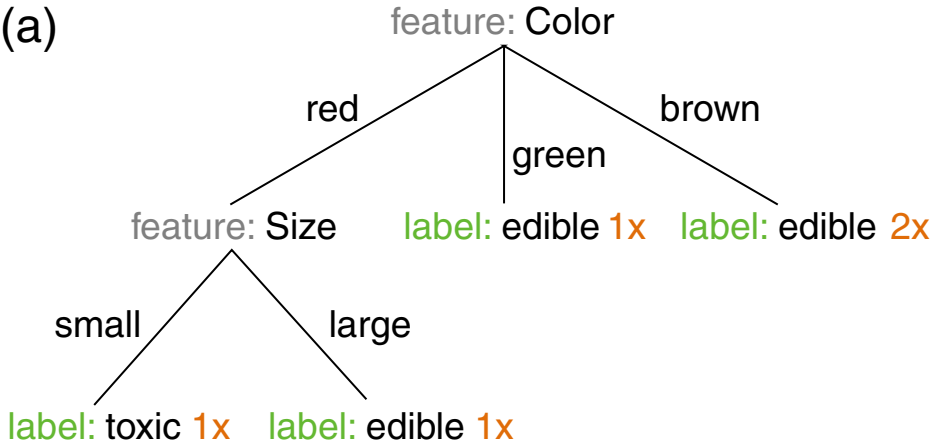 (a)
feature: Color
red
brown
green
feature: Size
label: edible 1x
label: edible 2x
small
large
label: toxic 1x
label: edible 1x